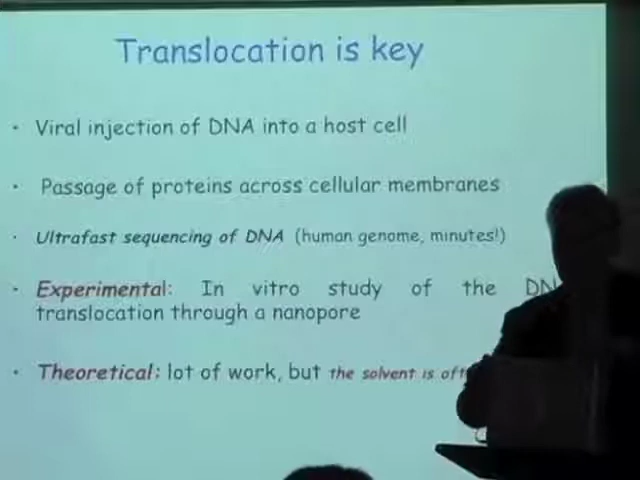 Translocation is key
• Viral injection of DNA into a host cell
• Passage of proteins across cellular membranes
• Ultrafast sequencing of DNA (human genome, minutes!)
• Experimental: In vitro study of the
translocation through a nanopore
• Theoretical: lot of work, but the solvent is